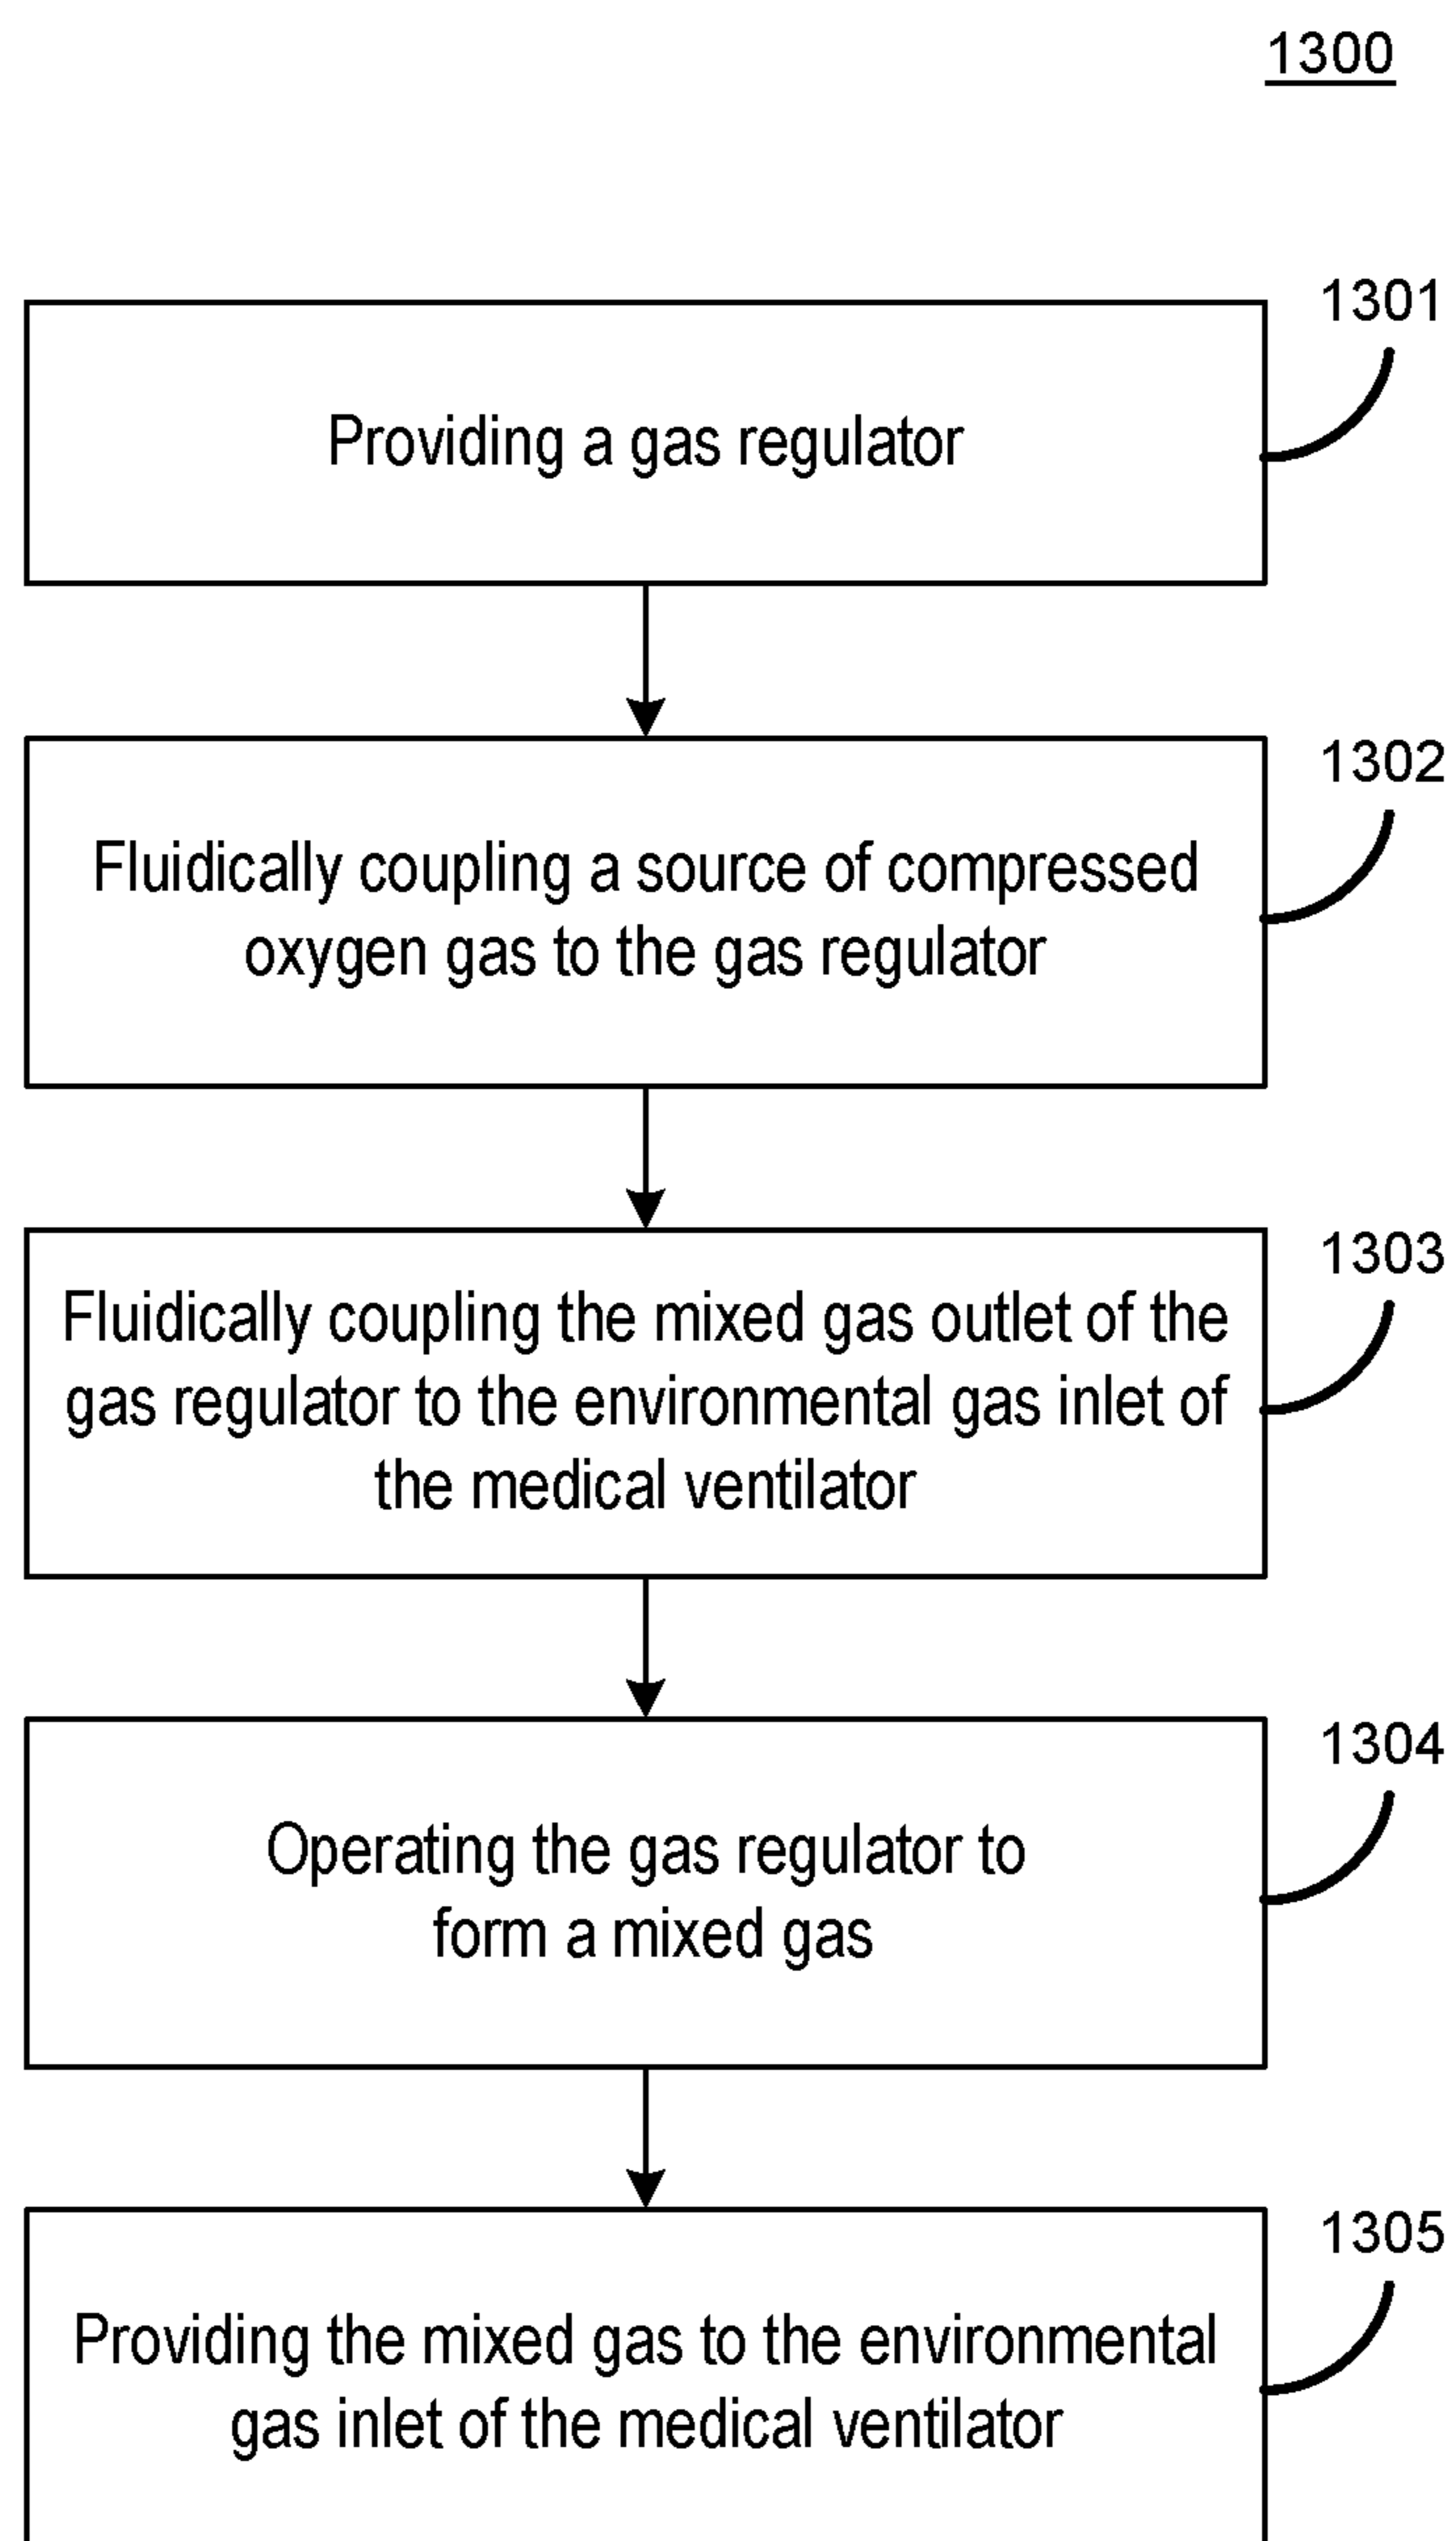 1300
1301
Providing a gas regulator
1302
Fluidically coupling a source of compressed
oxygen gas to the gas regulator
1303
Fluidically coupling the mixed gas outlet of the
gas regulator to the environmental gas inlet of
the medical ventilator
1304
Operating the gas regulator to
form a mixed gas
1305
Providing the mixed gas to the environmental
gas inlet of the medical ventilator